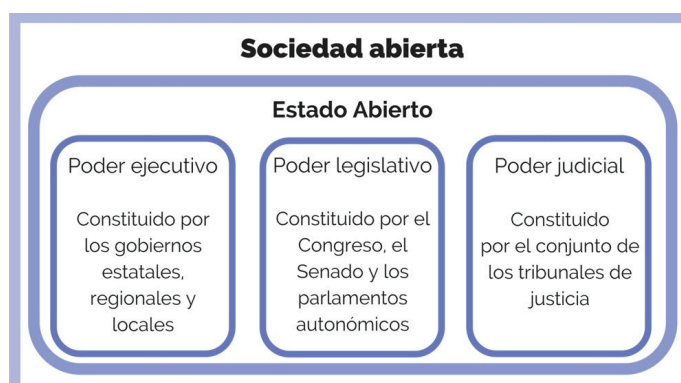 Sociedad abierta
Estado Abierto
Poder ejecutivo
Constituido por
los gobiernos
estatales,
regionales y
locales
Poder legislativo
Constituido por el
Congreso, el
Senado y los
parlamentos
autonómicos
Poder judicial
Constituido
por el conjunto de
los tribunales de
justicia